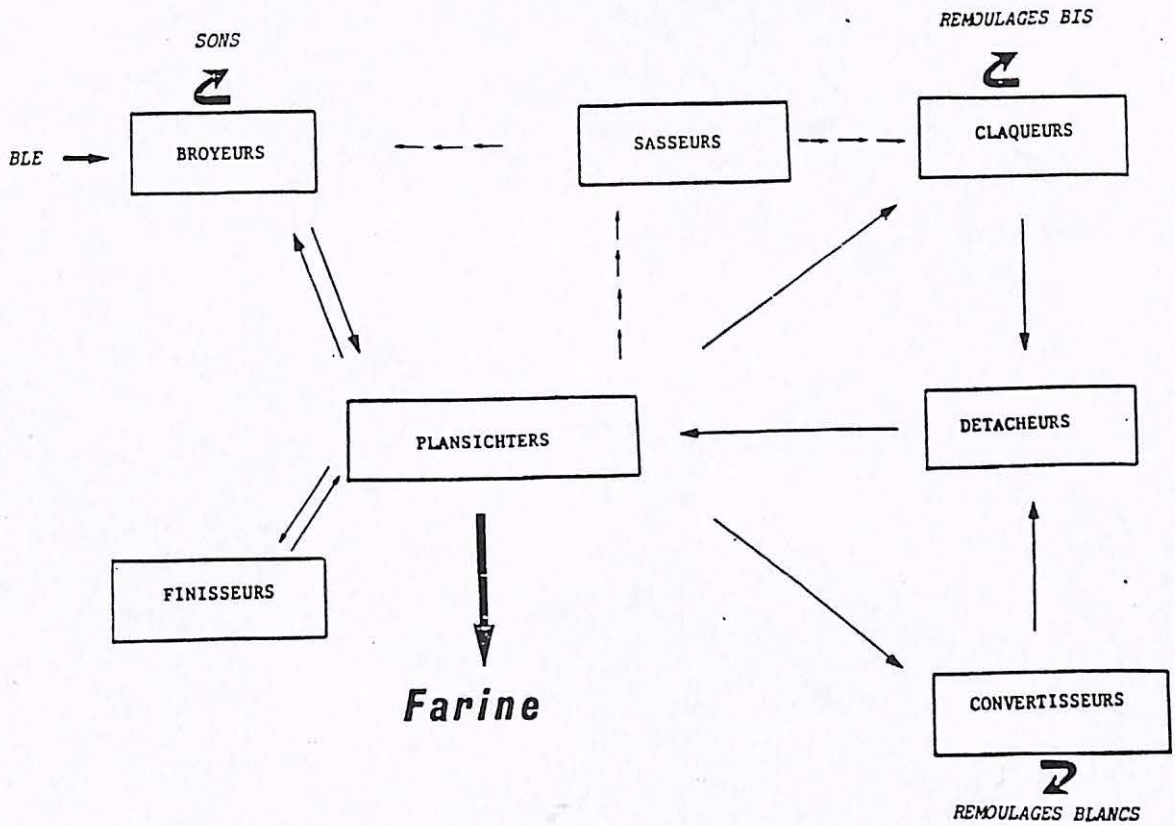 REMOULAGES BIS
SONS
BLE
BROYEURS
SASSEURS
CLAQUEURS
PLANSICHTERS
DETACHEURS
FINISSEURS
Farine
CONVERTISSEURS
REMOULAGES BLANCS